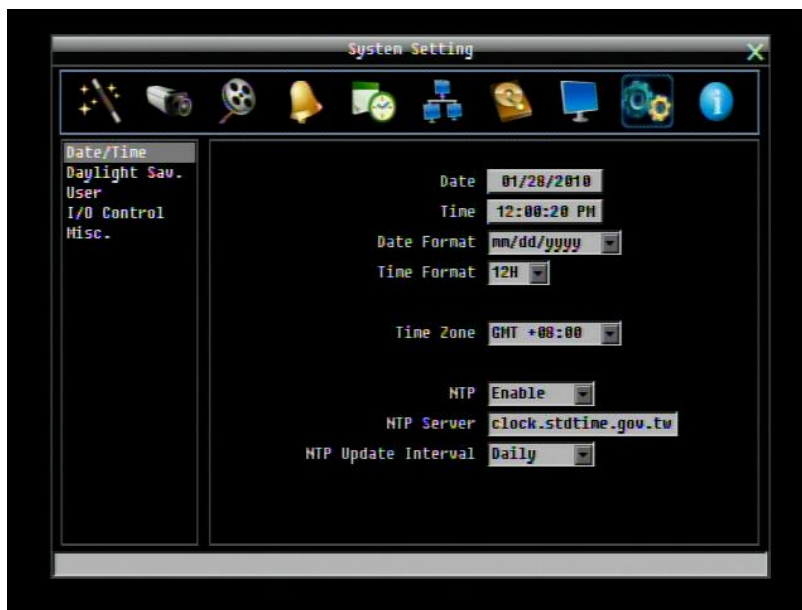 System Setting
Date/Time
Daylight Sav.
User
I/O Control
Misc.
Date 01/28/2010
Time 12:00:20 PM
Date Format mm/dd/yyyy
Time Format 12H
Time Zone GMT +08:00
NTP Enable
NTP Server clock.stdtime.gov.tw
NTP Update Interval Daily